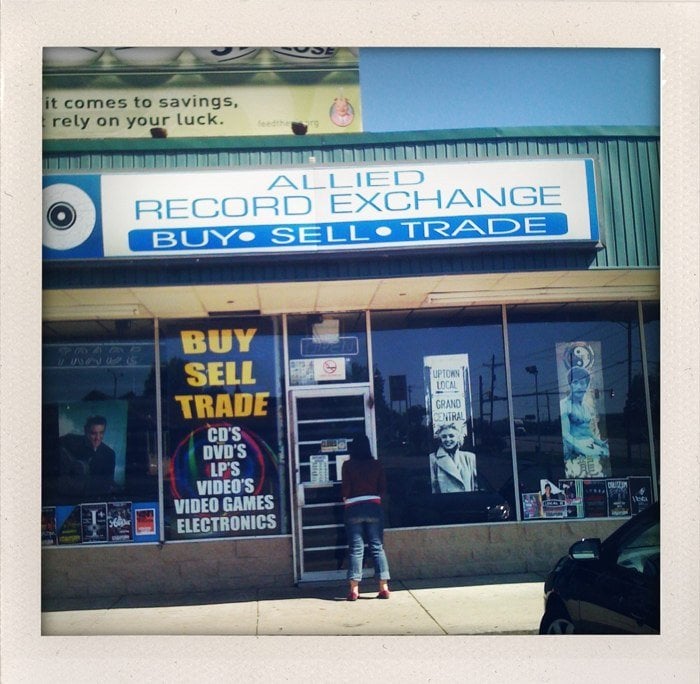 it comes to savings,
rely on your luck.
ALLIED
RECORD EXCHANGE
BUY • SELL • TRADE
BUY
SELL
TRADE
CD'S
DVD'S
LP'S
VIDEO'S
VIDEO GAMES
ELECTRONICS
UPTOWN
LOCAL
GRAND
CENTRAL